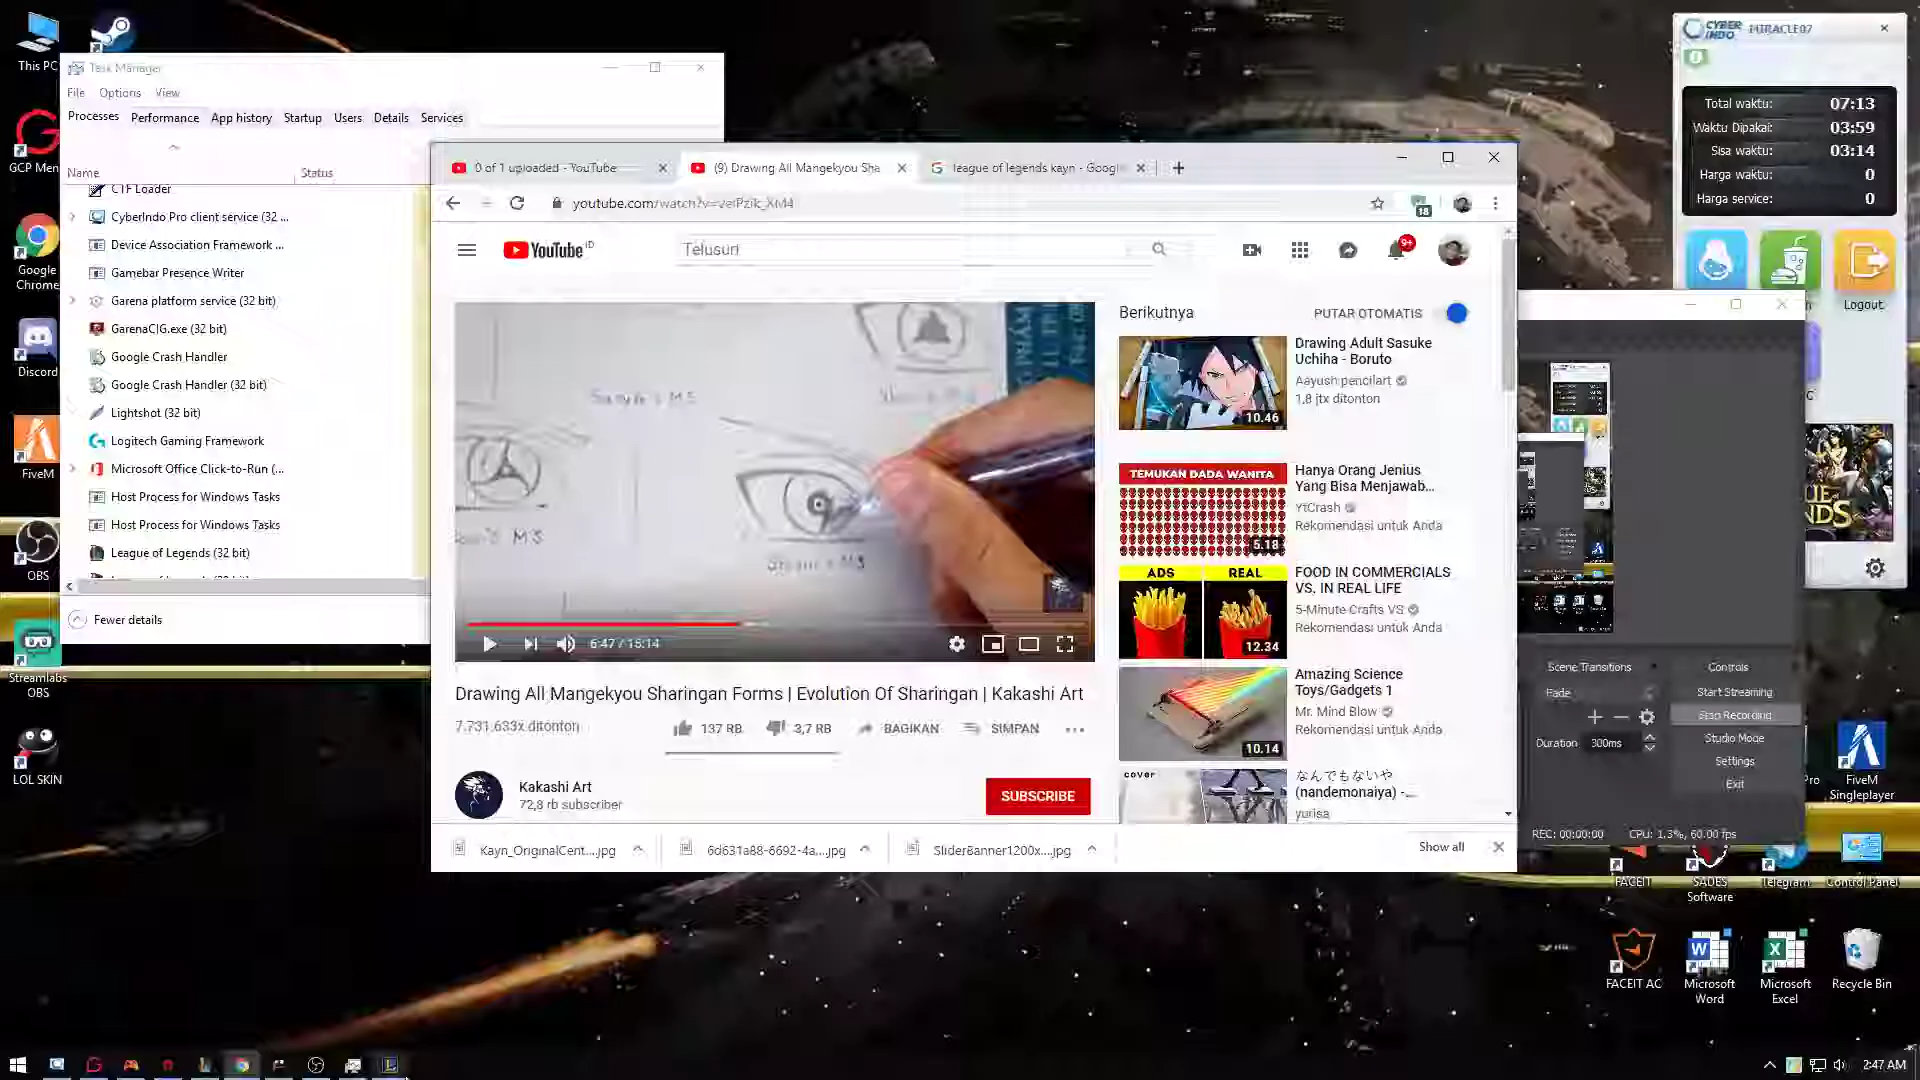 This PC
GCP Men
Google
Chrome
Discord
FiveM
OBS
Streamlabs
OBS
LOL SKIN
Task Manager
File Options View
Processes Performance App history Startup Users Details Services
Name Status
CTF Loader
CyberIndo Pro client service (32 ...
Device Association Framework ...
Gamebar Presence Writer
Garena platform service (32 bit)
GarenaCIG.exe (32 bit)
Google Crash Handler
Google Crash Handler (32 bit)
Lightshot (32 bit)
Logitech Gaming Framework
Microsoft Office Click-to-Run (...
Host Process for Windows Tasks
Host Process for Windows Tasks
League of Legends (32 bit)
Fewer details
0 of 1 uploaded - YouTube
(9) Drawing All Mangekyou Sha
league of legends kayn - Google
18
YouTube ID
Telusuri
9+
6:47 / 15:14
Drawing All Mangekyou Sharingan Forms | Evolution Of Sharingan | Kakashi Art
7.731.633x ditonton
137 RB 3,7 RB BAGIKAN SIMPAN
Kakashi Art
72,8 rb subscriber
SUBSCRIBE
Berikutnya PUTAR OTOMATIS
10.46
Drawing Adult Sasuke
Uchiha - Boruto
Aayush pencilart
1,8 jtx ditonton
TEMUKAN DADA WANITA
5.18
Hanya Orang Jenius
Yang Bisa Menjawab...
YtCrash
Rekomendasi untuk Anda
ADS REAL
12.34
FOOD IN COMMERCIALS
VS. IN REAL LIFE
5-Minute Crafts VS
Rekomendasi untuk Anda
10.14
Amazing Science
Toys/Gadgets 1
Mr. Mind Blow
Rekomendasi untuk Anda
cover
なんでもないや
(nandemonaiya) -...
yurisa
Kayn_OriginalCent....jpg
6d631a88-6692-4a....jpg
SliderBanner1200x....jpg
Show all
CYBER
INDO
MIRACLE07
Total waktu: 07:13
Waktu Dipakai: 03:59
Sisa waktu: 03:14
Harga waktu: 0
Harga service: 0
Logout
Scene Transitions
Fade
Duration 300ms
Controls
Start Streaming
Stop Recording
Studio Mode
Settings
Exit
REC: 00:00:00 CPU: 1.3%, 60.00 fps
Pro
FiveM
Singleplayer
FACEIT
SADES
Software
Telegram
Control Panel
FACEIT AC
Microsoft
Word
Microsoft
Excel
Recycle Bin
2:47 AM